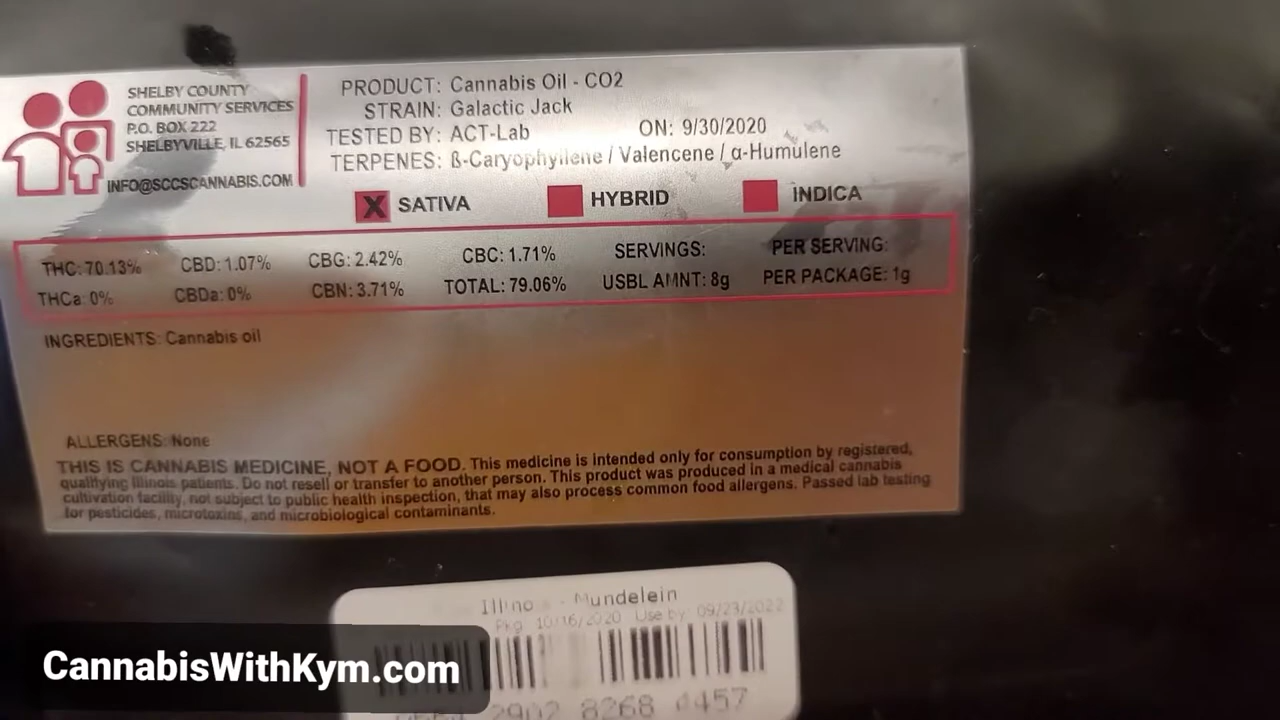 SHELBY COUNTY
COMMUNITY SERVICES
P.O. BOX 222
SHELBYVILLE, IL 62565
INFO@SCCSCANNABIS.COM
PRODUCT: Cannabis Oil - CO2
STRAIN: Galactic Jack
TESTED BY: ACT-Lab ON: 9/30/2020
TERPENES: ß-Caryophyllene / Valencene / α-Humulene
X SATIVA HYBRID INDICA
THC: 70.13% CBD: 1.07% CBG: 2.42% CBC: 1.71% SERVINGS: PER SERVING:
THCa: 0% CBDa: 0% CBN: 3.71% TOTAL: 79.06% USBL AMNT: 8g PER PACKAGE: 1g
INGREDIENTS: Cannabis oil
ALLERGENS: None
THIS IS CANNABIS MEDICINE, NOT A FOOD. This medicine is intended only for consumption by registered,
qualifying Illinois patients. Do not resell or transfer to another person. This product was produced in a medical cannabis
cultivation facility, not subject to public health inspection, that may also process common food allergens. Passed lab testing
for pesticides, microtoxins, and microbiological contaminants.
- Mundelein
Pkg 10/16/2020 Use by: 09/23/2022
2902 8268 4457
CannabisWithKym.com